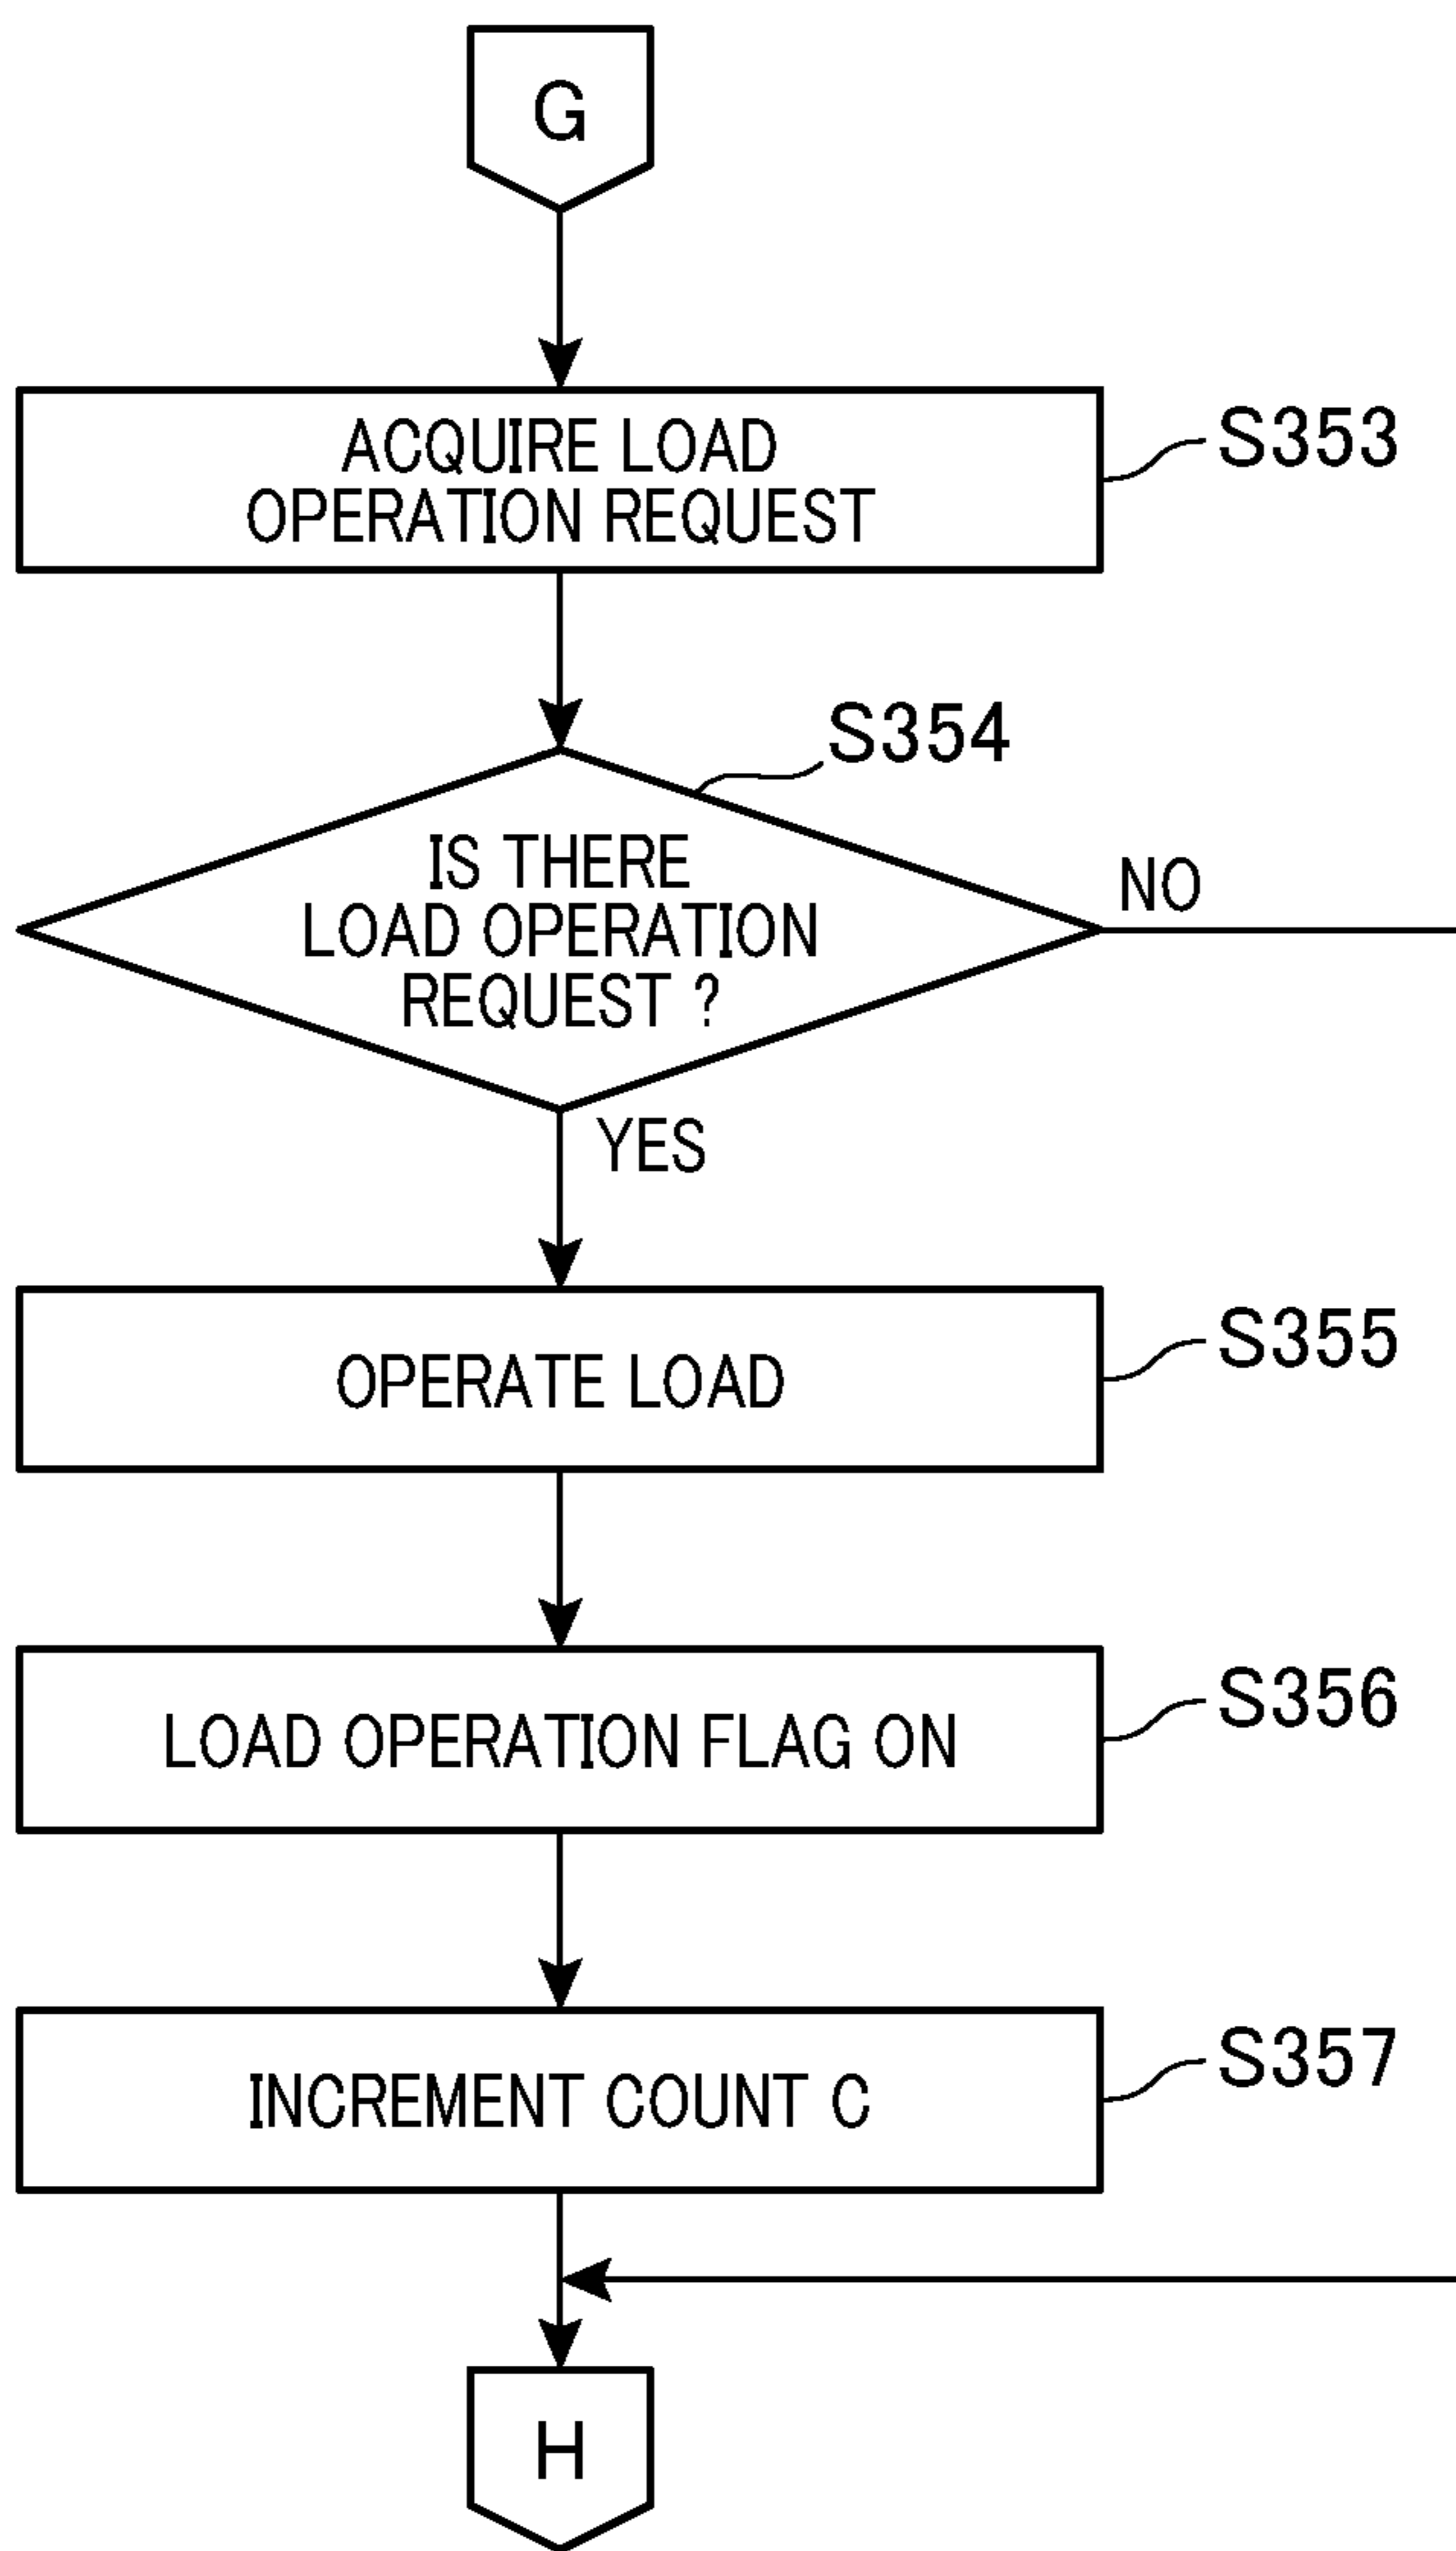 G
ACQUIRE LOAD
OPERATION REQUEST
S353
S354
IS THERE
LOAD OPERATION
REQUEST ?
NO
YES
OPERATE LOAD
S355
LOAD OPERATION FLAG ON
S356
INCREMENT COUNT C
S357
H